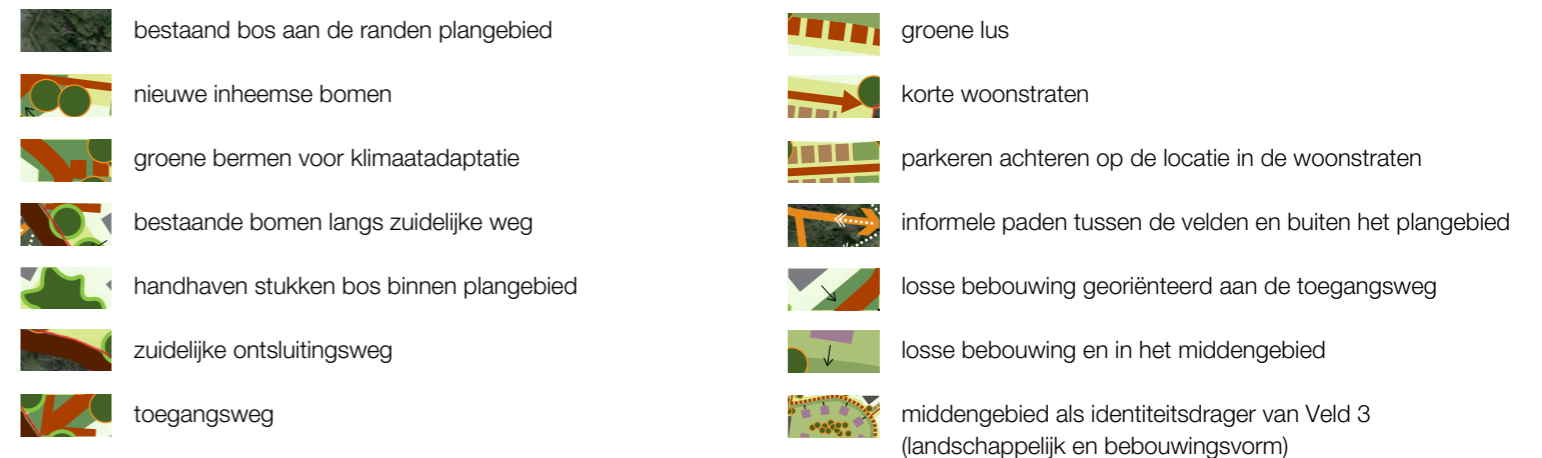 bestaand bos aan de randen plangebied
nieuwe inheemse bomen
groene bermen voor klimaatadaptatie
bestaande bomen langs zuidelijke weg
handhaven stukken bos binnen plangebied
zuidelijke ontsluitingsweg
toegangsweg
groene lus
korte woonstraten
parkeren achteren op de locatie in de woonstraten
informele paden tussen de velden en buiten het plangebied
losse bebouwing georiënteerd aan de toegangsweg
losse bebouwing en in het middengebied
middengebied als identiteitsdrager van Veld 3
(landschappelijk en bebouwingsvorm)